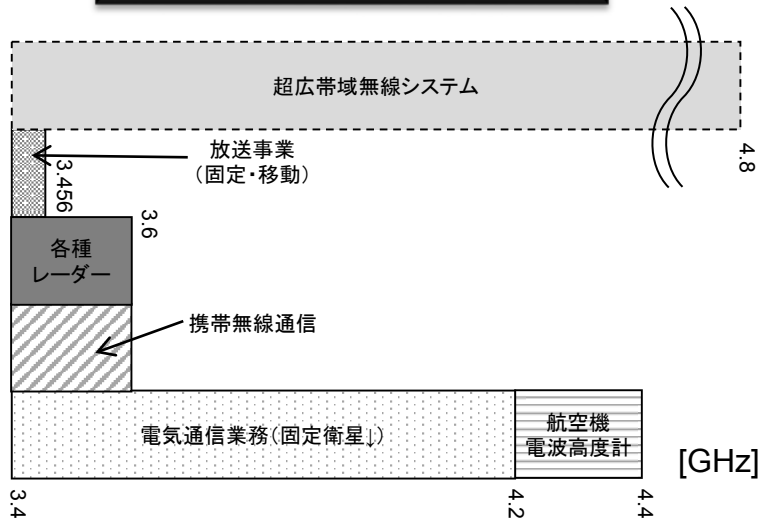 超広帯域無線システム
4.8
放送事業
（固定・移動）
3.456
3.6
各種
レーダー
携帯無線通信
電気通信業務（固定衛星↓）
航空機
電波高度計
[GHz]
3.4
4.2
4.4